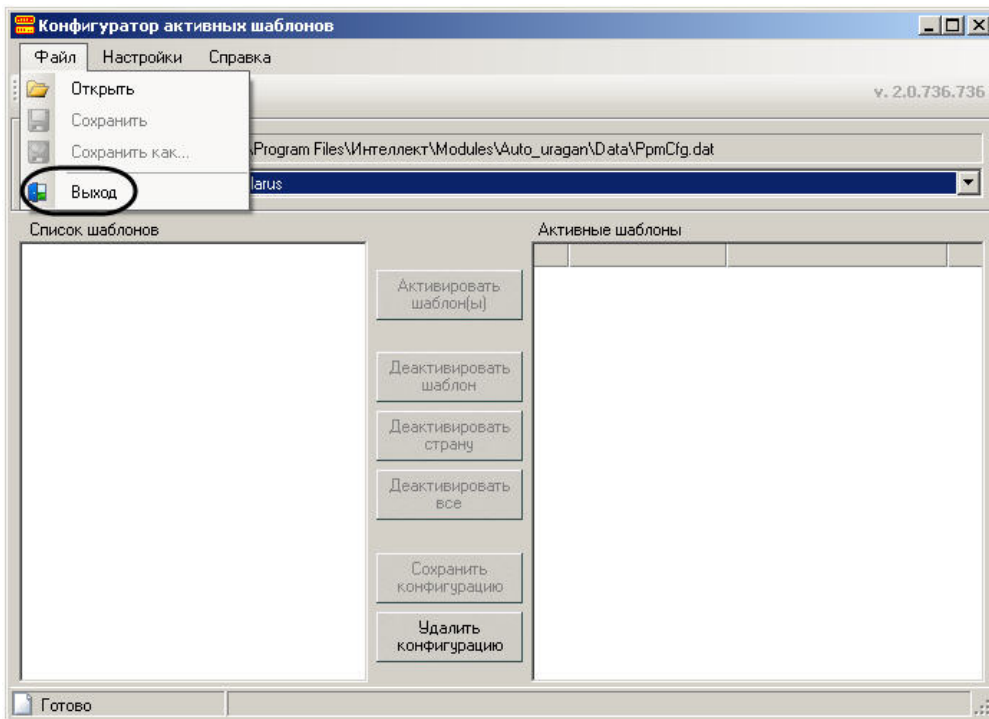 Конфигуратор активных шаблонов
Файл Настройки Справка
Открыть
v. 2.0.736.736
Сохранить
Сохранить как...
\Program Files\Интеллект\Modules\Auto_uragan\Data\PpmCfg.dat
Выход
larus
Список шаблонов
Активные шаблоны
Активировать
шаблон(ы)
Деактивировать
шаблон
Деактивировать
страну
Деактивировать
все
Сохранить
конфигурацию
Удалить
конфигурацию
Готово